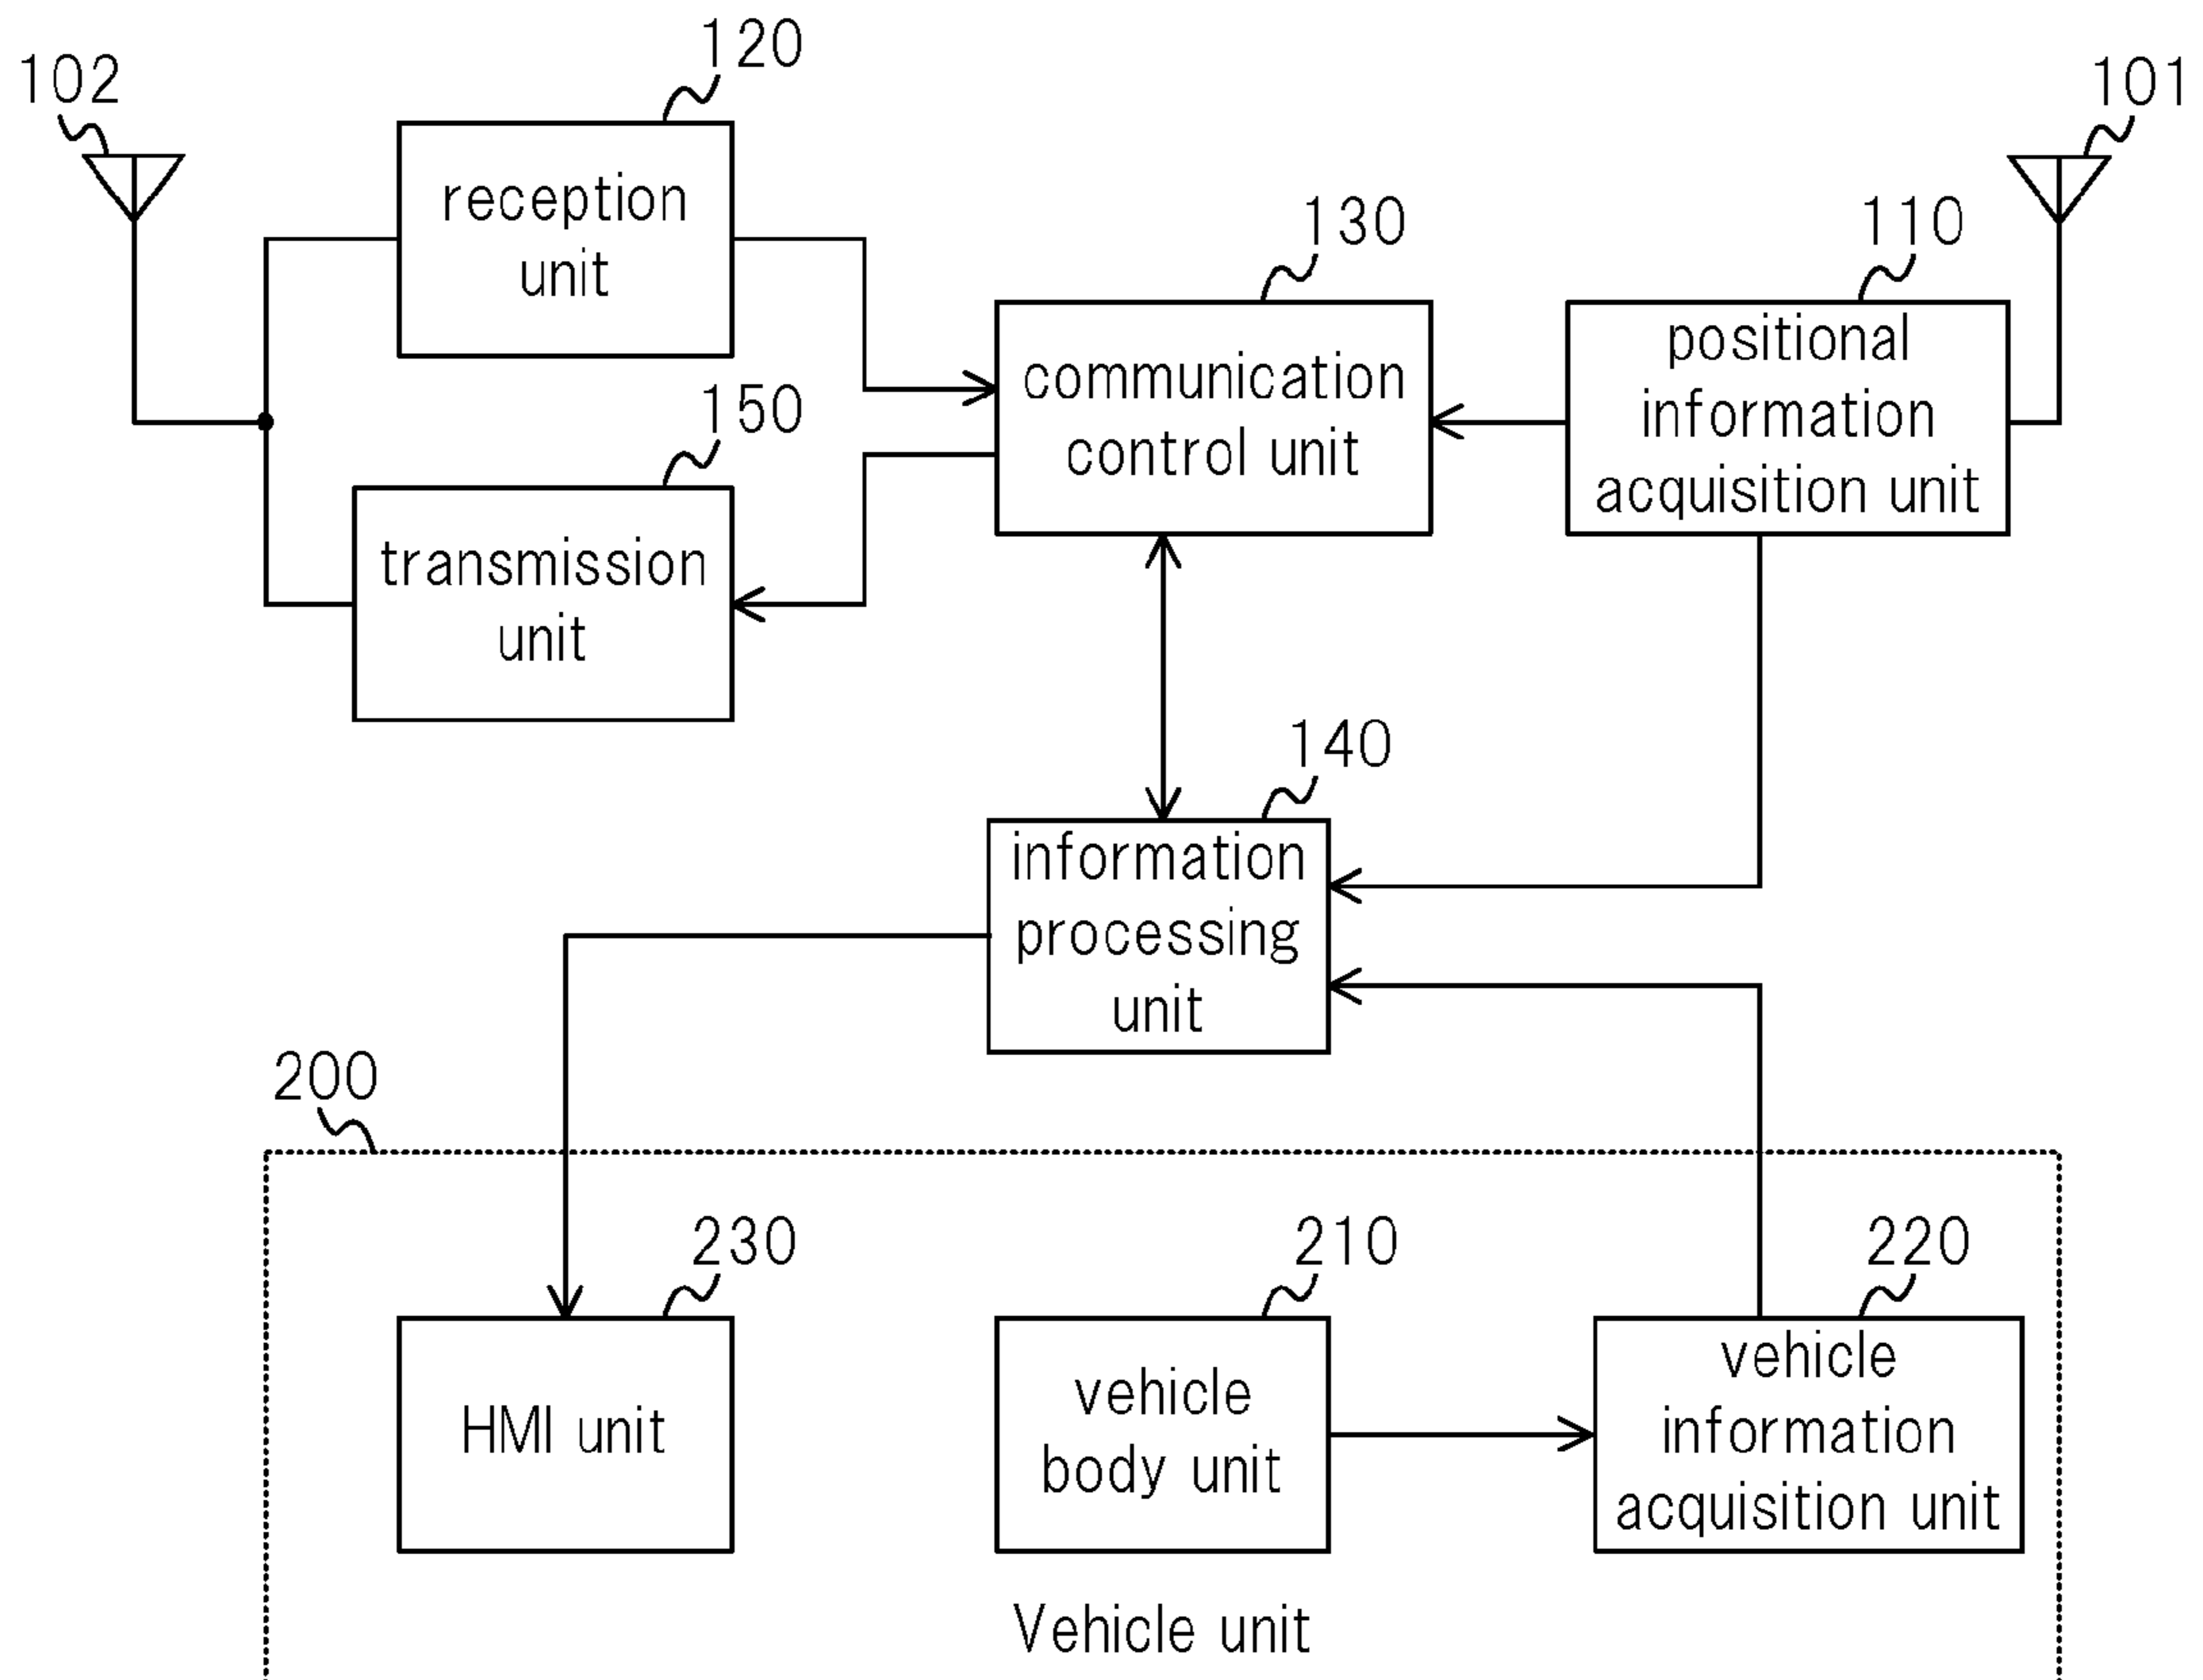 120
102
101
reception
unit
130
110
positional
information
acquisition unit
communication
control unit
150
transmission
unit
140
information
processing
unit
200
230
210
220
HMI unit
vehicle
body unit
vehicle
information
acquisition unit
Vehicle unit